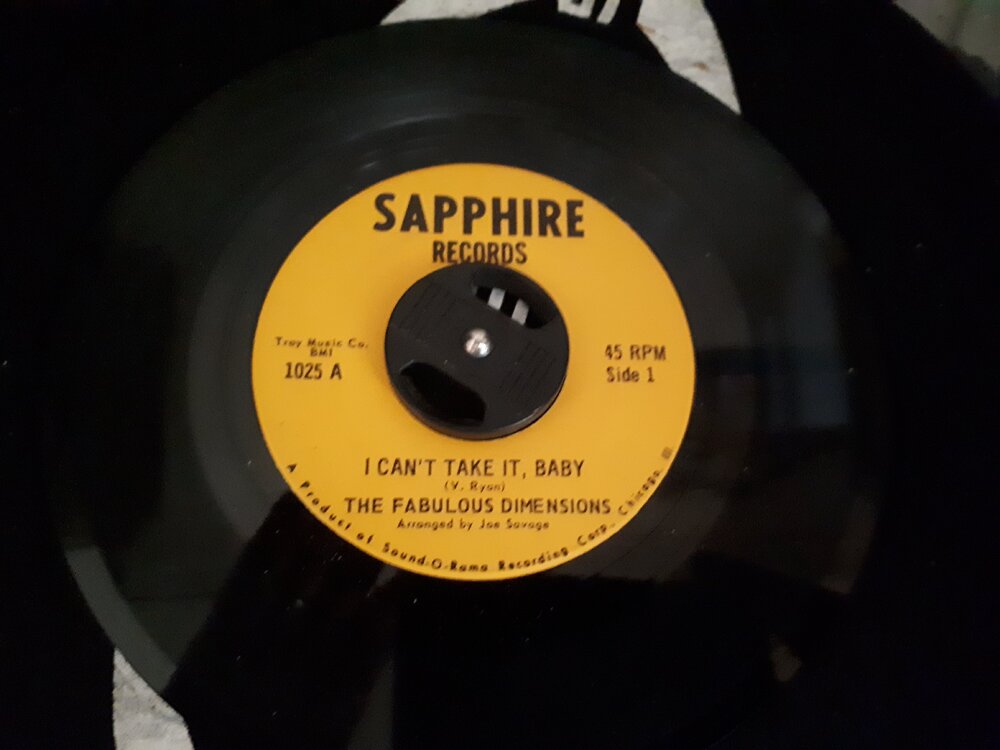 SAPPHIRE
RECORDS
Troy Music Co.
BMI
1025 A
45 RPM
Side 1
I CAN'T TAKE IT, BABY
(V. Ryan)
THE FABULOUS DIMENSIONS
Arranged by Joe Savage
A Product of Sound-O-Rama Recording Corp., Chicago, Ill